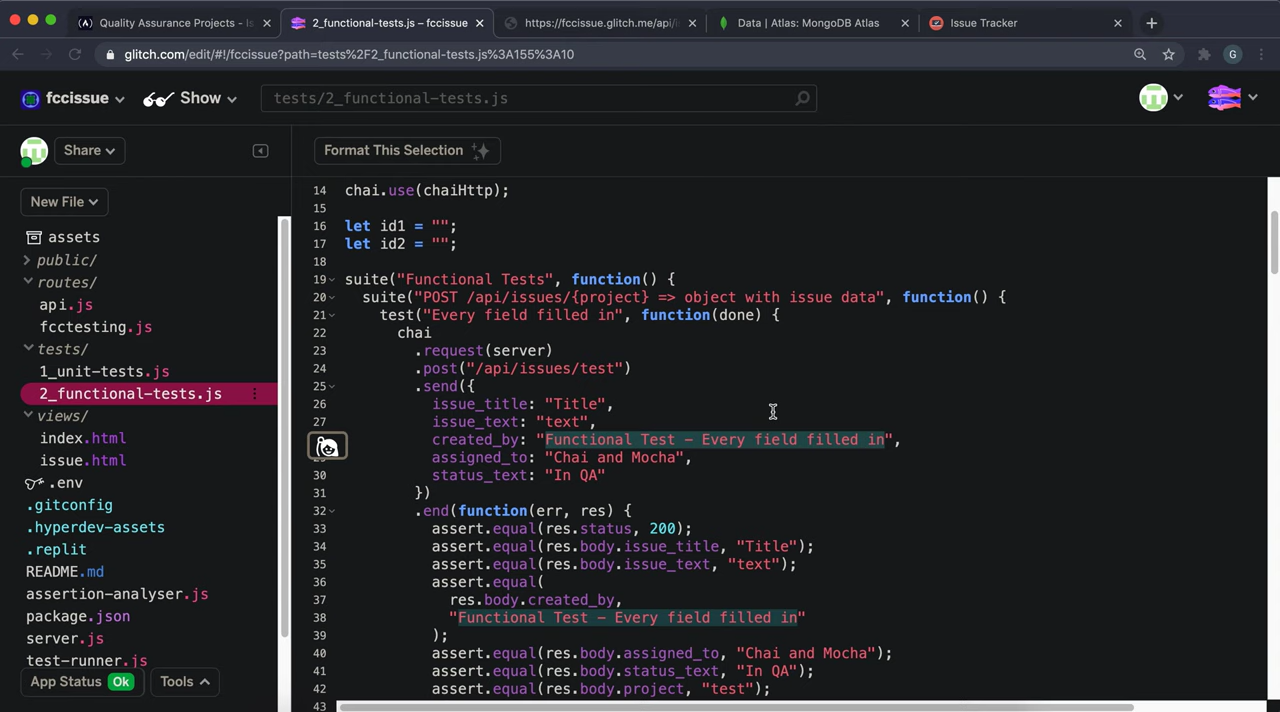 Quality Assurance Projects - Is
2_functional-tests.js – fccissue
https://fccissue.glitch.me/api/i
Data | Atlas: MongoDB Atlas
Issue Tracker
glitch.com/edit/#!/fccissue?path=tests%2F2_functional-tests.js%3A155%3A10
G
fccissue
Show
tests/2_functional-tests.js
Share
Format This Selection
New File
assets
public/
routes/
api.js
fcctesting.js
tests/
1_unit-tests.js
2_functional-tests.js
views/
index.html
issue.html
.env
.gitconfig
.hyperdev-assets
.replit
README.md
assertion-analyser.js
package.json
server.js
test-runner.js
App Status Ok
Tools
14 chai.use(chaiHttp);
15
16 let id1 = "";
17 let id2 = "";
18
19 suite("Functional Tests", function() {
20 suite("POST /api/issues/{project} => object with issue data", function() {
21 test("Every field filled in", function(done) {
22 chai
23 .request(server)
24 .post("/api/issues/test")
25 .send({
26 issue_title: "Title",
27 issue_text: "text",
created_by: "Functional Test - Every field filled in",
assigned_to: "Chai and Mocha",
30 status_text: "In QA"
31 })
32 .end(function(err, res) {
33 assert.equal(res.status, 200);
34 assert.equal(res.body.issue_title, "Title");
35 assert.equal(res.body.issue_text, "text");
36 assert.equal(
37 res.body.created_by,
38 "Functional Test - Every field filled in"
39 );
40 assert.equal(res.body.assigned_to, "Chai and Mocha");
41 assert.equal(res.body.status_text, "In QA");
42 assert.equal(res.body.project, "test");
43